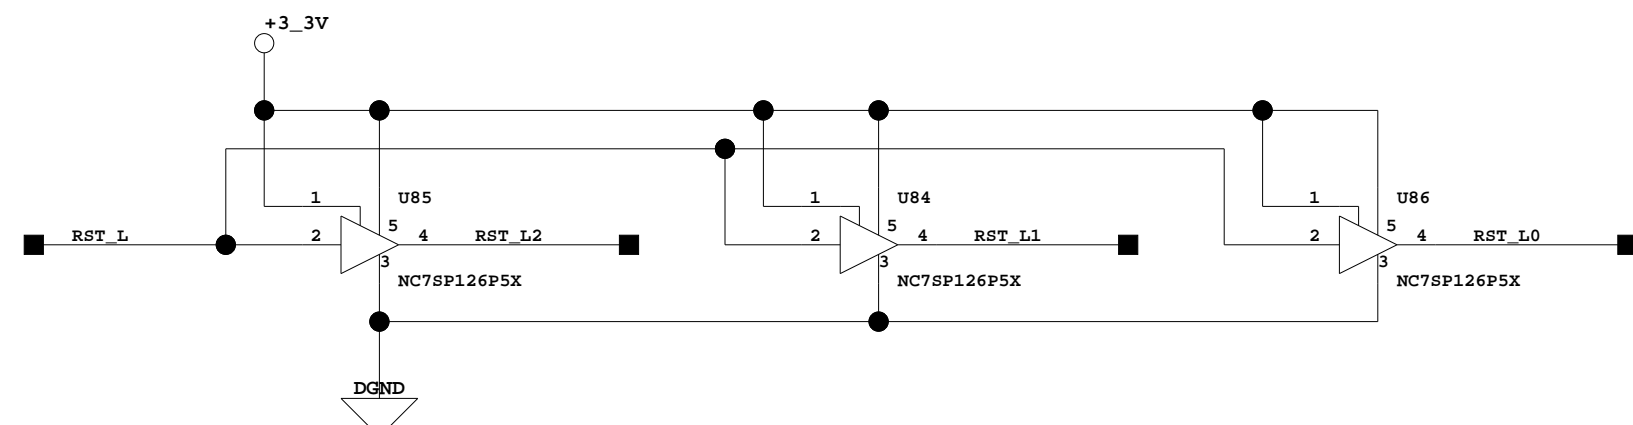 +3_3V
1 U85 1 U84 1 U86
RST_L 2 5 4 RST_L2 2 5 4 RST_L1 2 5 4 RST_L0
3 3 3
NC7SP126P5X NC7SP126P5X NC7SP126P5X
DGND